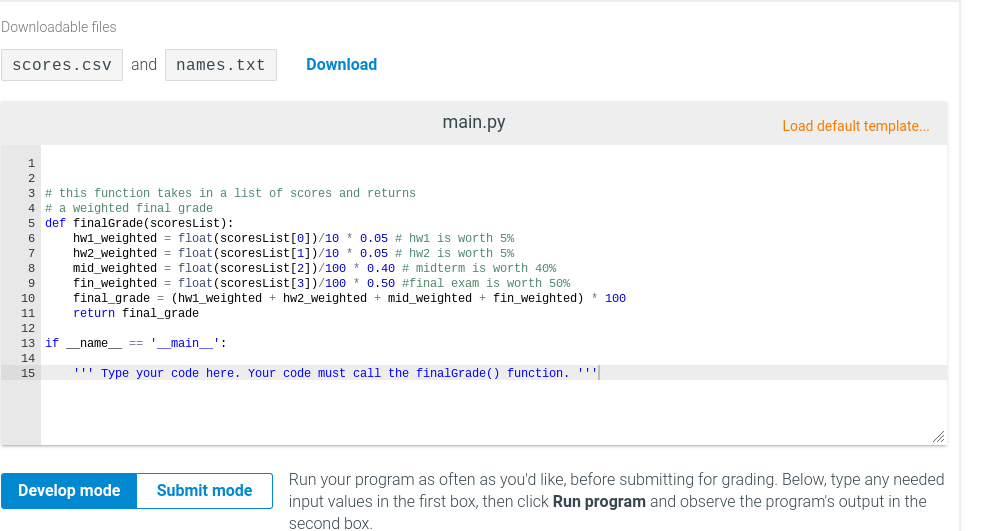 Downloadable files
scores.csv and names.txt Download
main.py
Load default template...
1
2
3 # this function takes in a list of scores and returns
4 # a weighted final grade
5 def finalGrade(scoresList):
6     hw1_weighted = float(scoresList[0])/10 * 0.05 # hw1 is worth 5%
7     hw2_weighted = float(scoresList[1])/10 * 0.05 # hw2 is worth 5%
8     mid_weighted = float(scoresList[2])/100 * 0.40 # midterm is worth 40%
9     fin_weighted = float(scoresList[3])/100 * 0.50 #final exam is worth 50%
10     final_grade = (hw1_weighted + hw2_weighted + mid_weighted + fin_weighted) * 100
11     return final_grade
12
13 if __name__ == '__main__':
14
15     ''' Type your code here. Your code must call the finalGrade() function. '''
Develop mode Submit mode
Run your program as often as you'd like, before submitting for grading. Below, type any needed
input values in the first box, then click Run program and observe the program's output in the
second box.